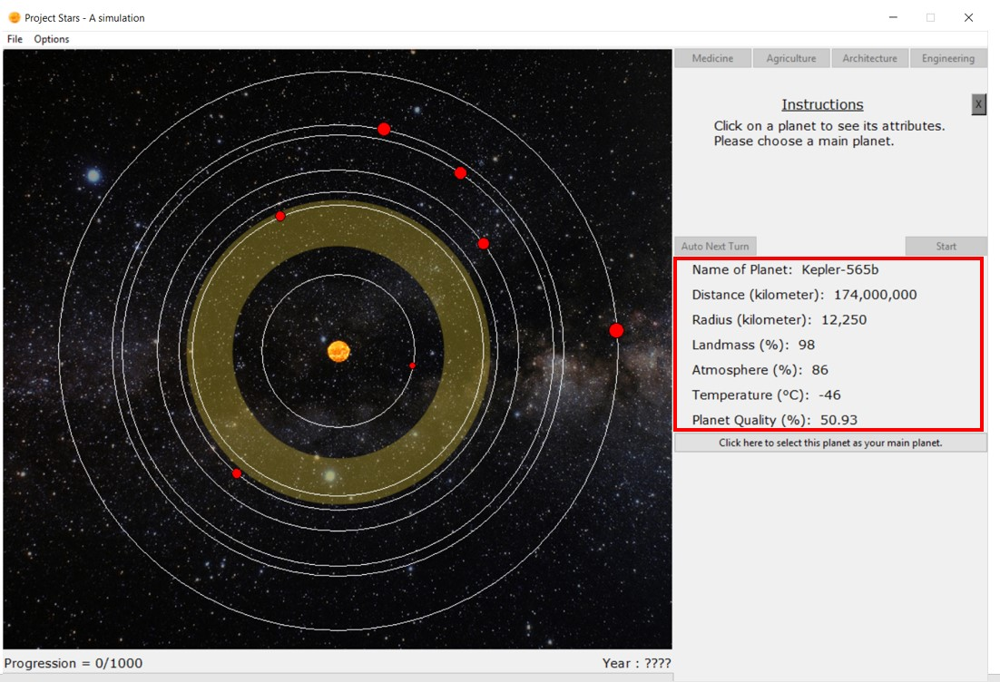 Project Stars - A simulation
File Options
Medicine Agriculture Architecture Engineering
Instructions
X
Click on a planet to see its attributes.
Please choose a main planet.
Auto Next Turn Start
Name of Planet: Kepler-565b
Distance (kilometer): 174,000,000
Radius (kilometer): 12,250
Landmass (%): 98
Atmosphere (%): 86
Temperature (ºC): -46
Planet Quality (%): 50.93
Click here to select this planet as your main planet.
Progression = 0/1000 Year : ????